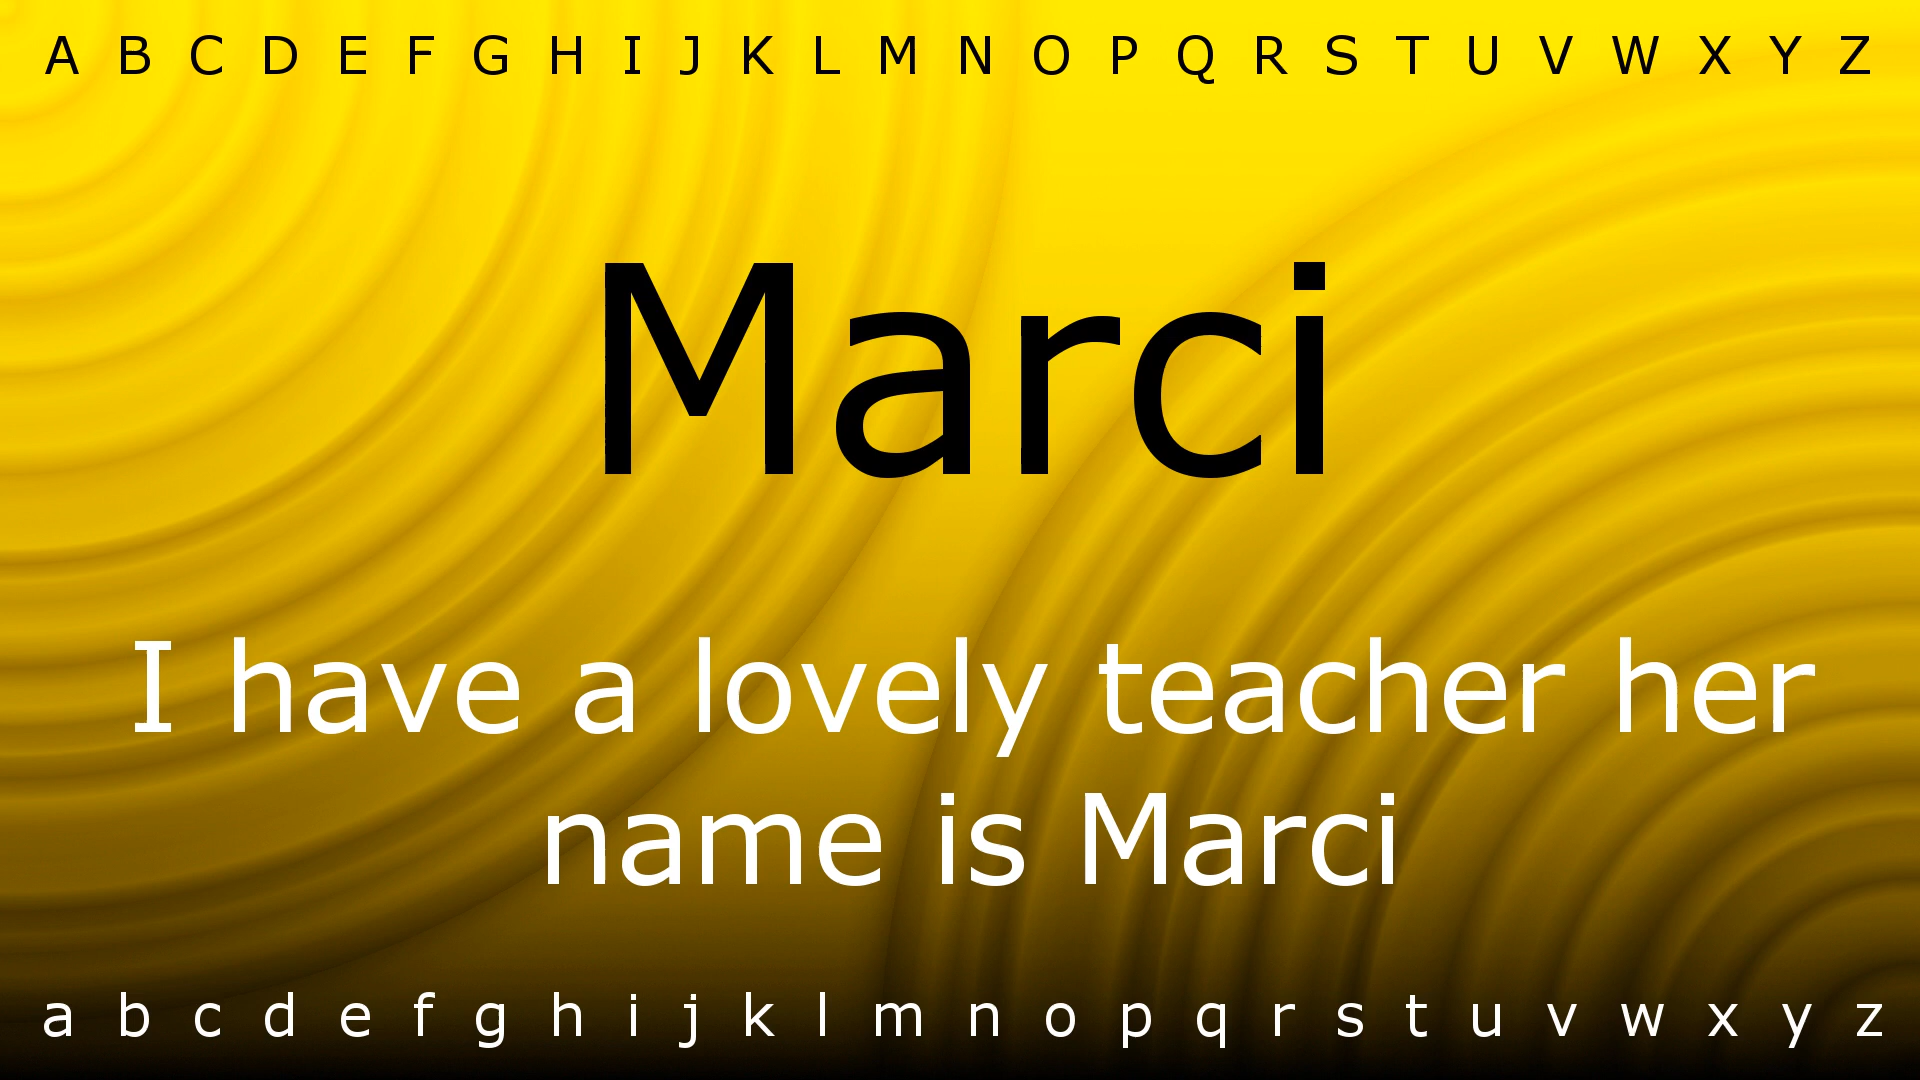 A B C D E F G H I J K L M N O P Q R S T U V W X Y Z
Marci
I have a lovely teacher her
name is Marci
a b c d e f g h i j k l m n o p q r s t u v w x y z